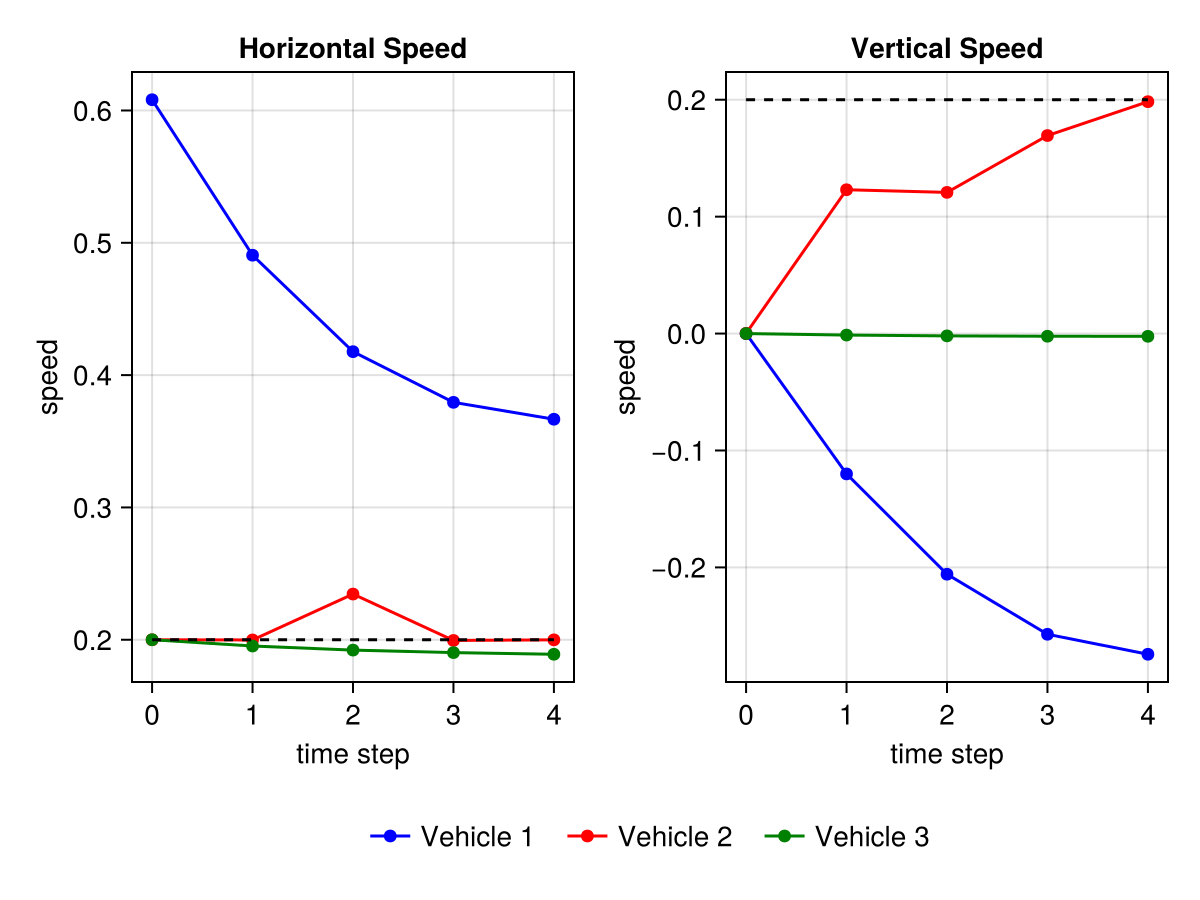 Horizontal Speed
0.6
0.5
0.4
0.3
0.2
speed
0 1 2 3 4
time step
Vertical Speed
0.2
0.1
0.0
−0.1
−0.2
speed
0 1 2 3 4
time step
Vehicle 1 Vehicle 2 Vehicle 3